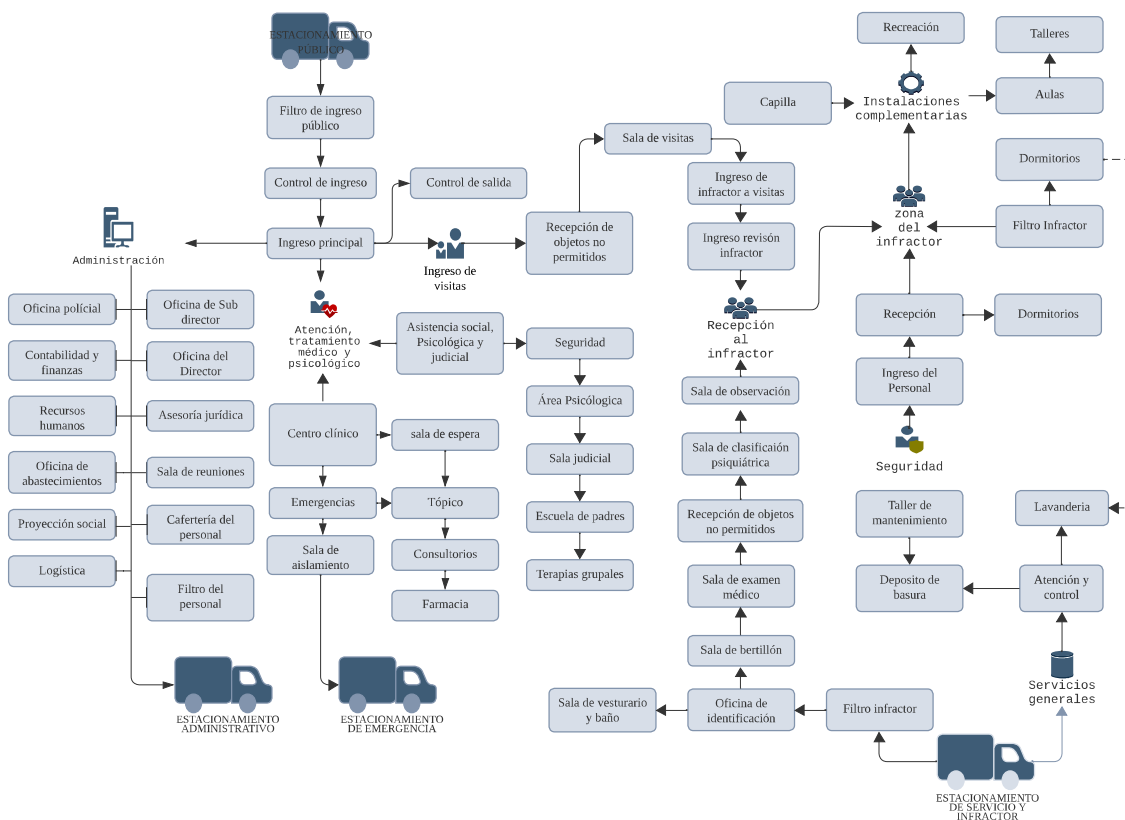 ESTACIONAMIENTO
PÚBLICO
Filtro de ingreso
público
Control de ingreso
Control de salida
Ingreso principal
Ingreso de
visitas
Recepción de
objetos no
permitidos
Sala de visitas
Ingreso de
infractor a visitas
Ingreso revisón
infractor
Recepción
al
infractor
Administración
Oficina polícial
Oficina de Sub
director
Contabilidad y
finanzas
Oficina del
Director
Recursos
humanos
Asesoría jurídica
Oficina de
abastecimientos
Sala de reuniones
Proyección social
Cafertería del
personal
Logística
Filtro del
personal
ESTACIONAMIENTO
ADMINISTRATIVO
Atención,
tratamiento
médico y
psicológico
Asistencia social,
Psicológica y
judicial
Seguridad
Área Psicólogica
Sala judicial
Escuela de padres
Terapias grupales
Centro clínico
sala de espera
Emergencias
Tópico
Sala de
aislamiento
Consultorios
Farmacia
ESTACIONAMIENTO
DE EMERGENCIA
Sala de observación
Sala de clasificaión
psiquiátrica
Recepción de objetos
no permitidos
Sala de examen
médico
Sala de bertillón
Sala de vesturario
y baño
Oficina de
identificación
Filtro infractor
ESTACIONAMIENTO
DE SERVICIO Y
INFRACTOR
Recreación
Talleres
Capilla
Instalaciones
complementarias
Aulas
Dormitorios
zona
del
infractor
Filtro Infractor
Recepción
Dormitorios
Ingreso del
Personal
Seguridad
Taller de
mantenimiento
Lavanderia
Deposito de
basura
Atención y
control
Servicios
generales